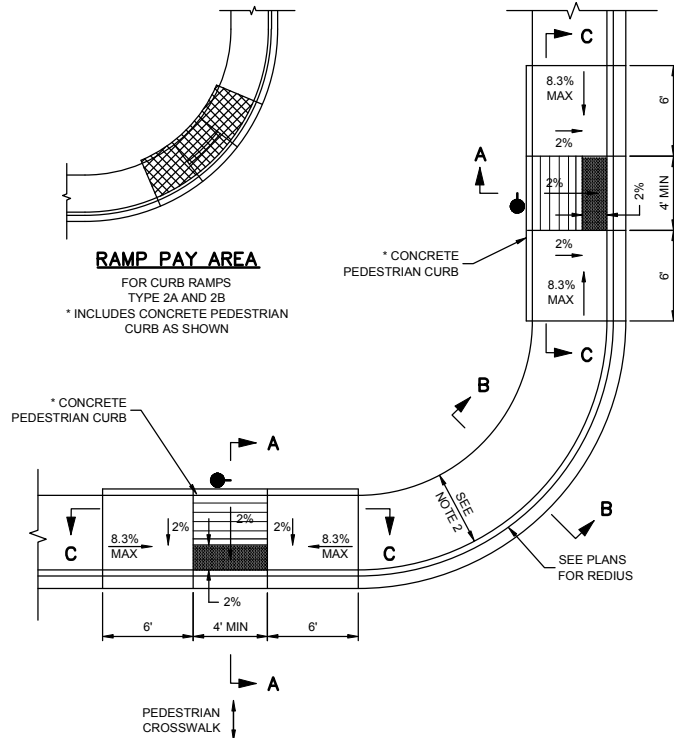 RAMP PAY AREA
FOR CURB RAMPS
TYPE 2A AND 2B
* INCLUDES CONCRETE PEDESTRIAN
CURB AS SHOWN
C
8.3%
MAX
6'
2%
A
2%
2%
4' MIN
* CONCRETE
PEDESTRIAN CURB
2%
8.3%
MAX
6'
C
B
* CONCRETE
PEDESTRIAN CURB
A
SEE
NOTE 2
B
C
8.3%
MAX
2%
2%
2%
8.3%
MAX
C
SEE PLANS
FOR REDIUS
2%
6'
4' MIN
6'
A
PEDESTRIAN
CROSSWALK